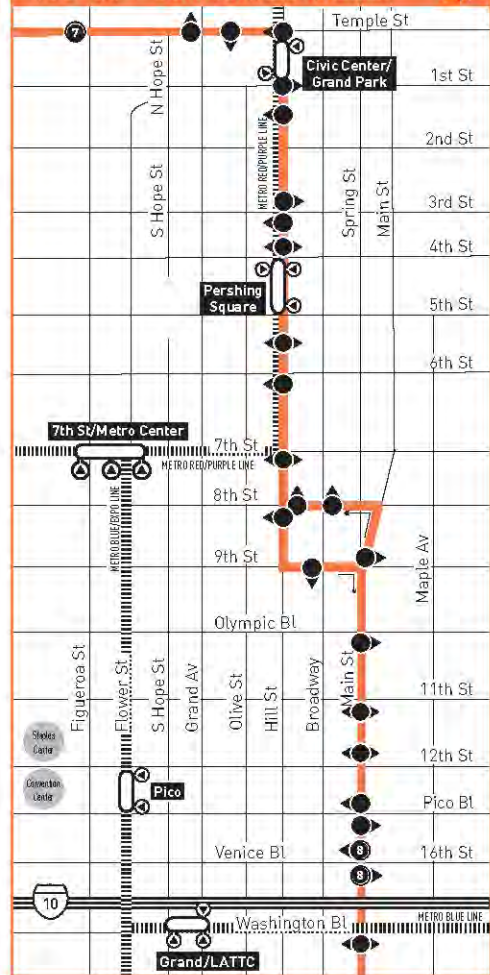 Temple St
7
N Hope St
Civic Center/
Grand Park
1st St
METRO RED/PURPLE LINE
2nd St
S Hope St
Spring St
Main St
3rd St
4th St
Pershing
Square
5th St
6th St
7th St/Metro Center
7th St
METRO RED/PURPLE LINE
8th St
METRO BLUE/EXPO LINE
9th St
Maple Av
Olympic Bl
Figueroa St
Flower St
S Hope St
Grand Av
Olive St
Hill St
Broadway
Main St
11th St
Staples
Center
12th St
Convention
Center
Pico
Pico Bl
Venice Bl
8
16th St
8
10
Washington Bl
METRO BLUE LINE
Grand/LATTC